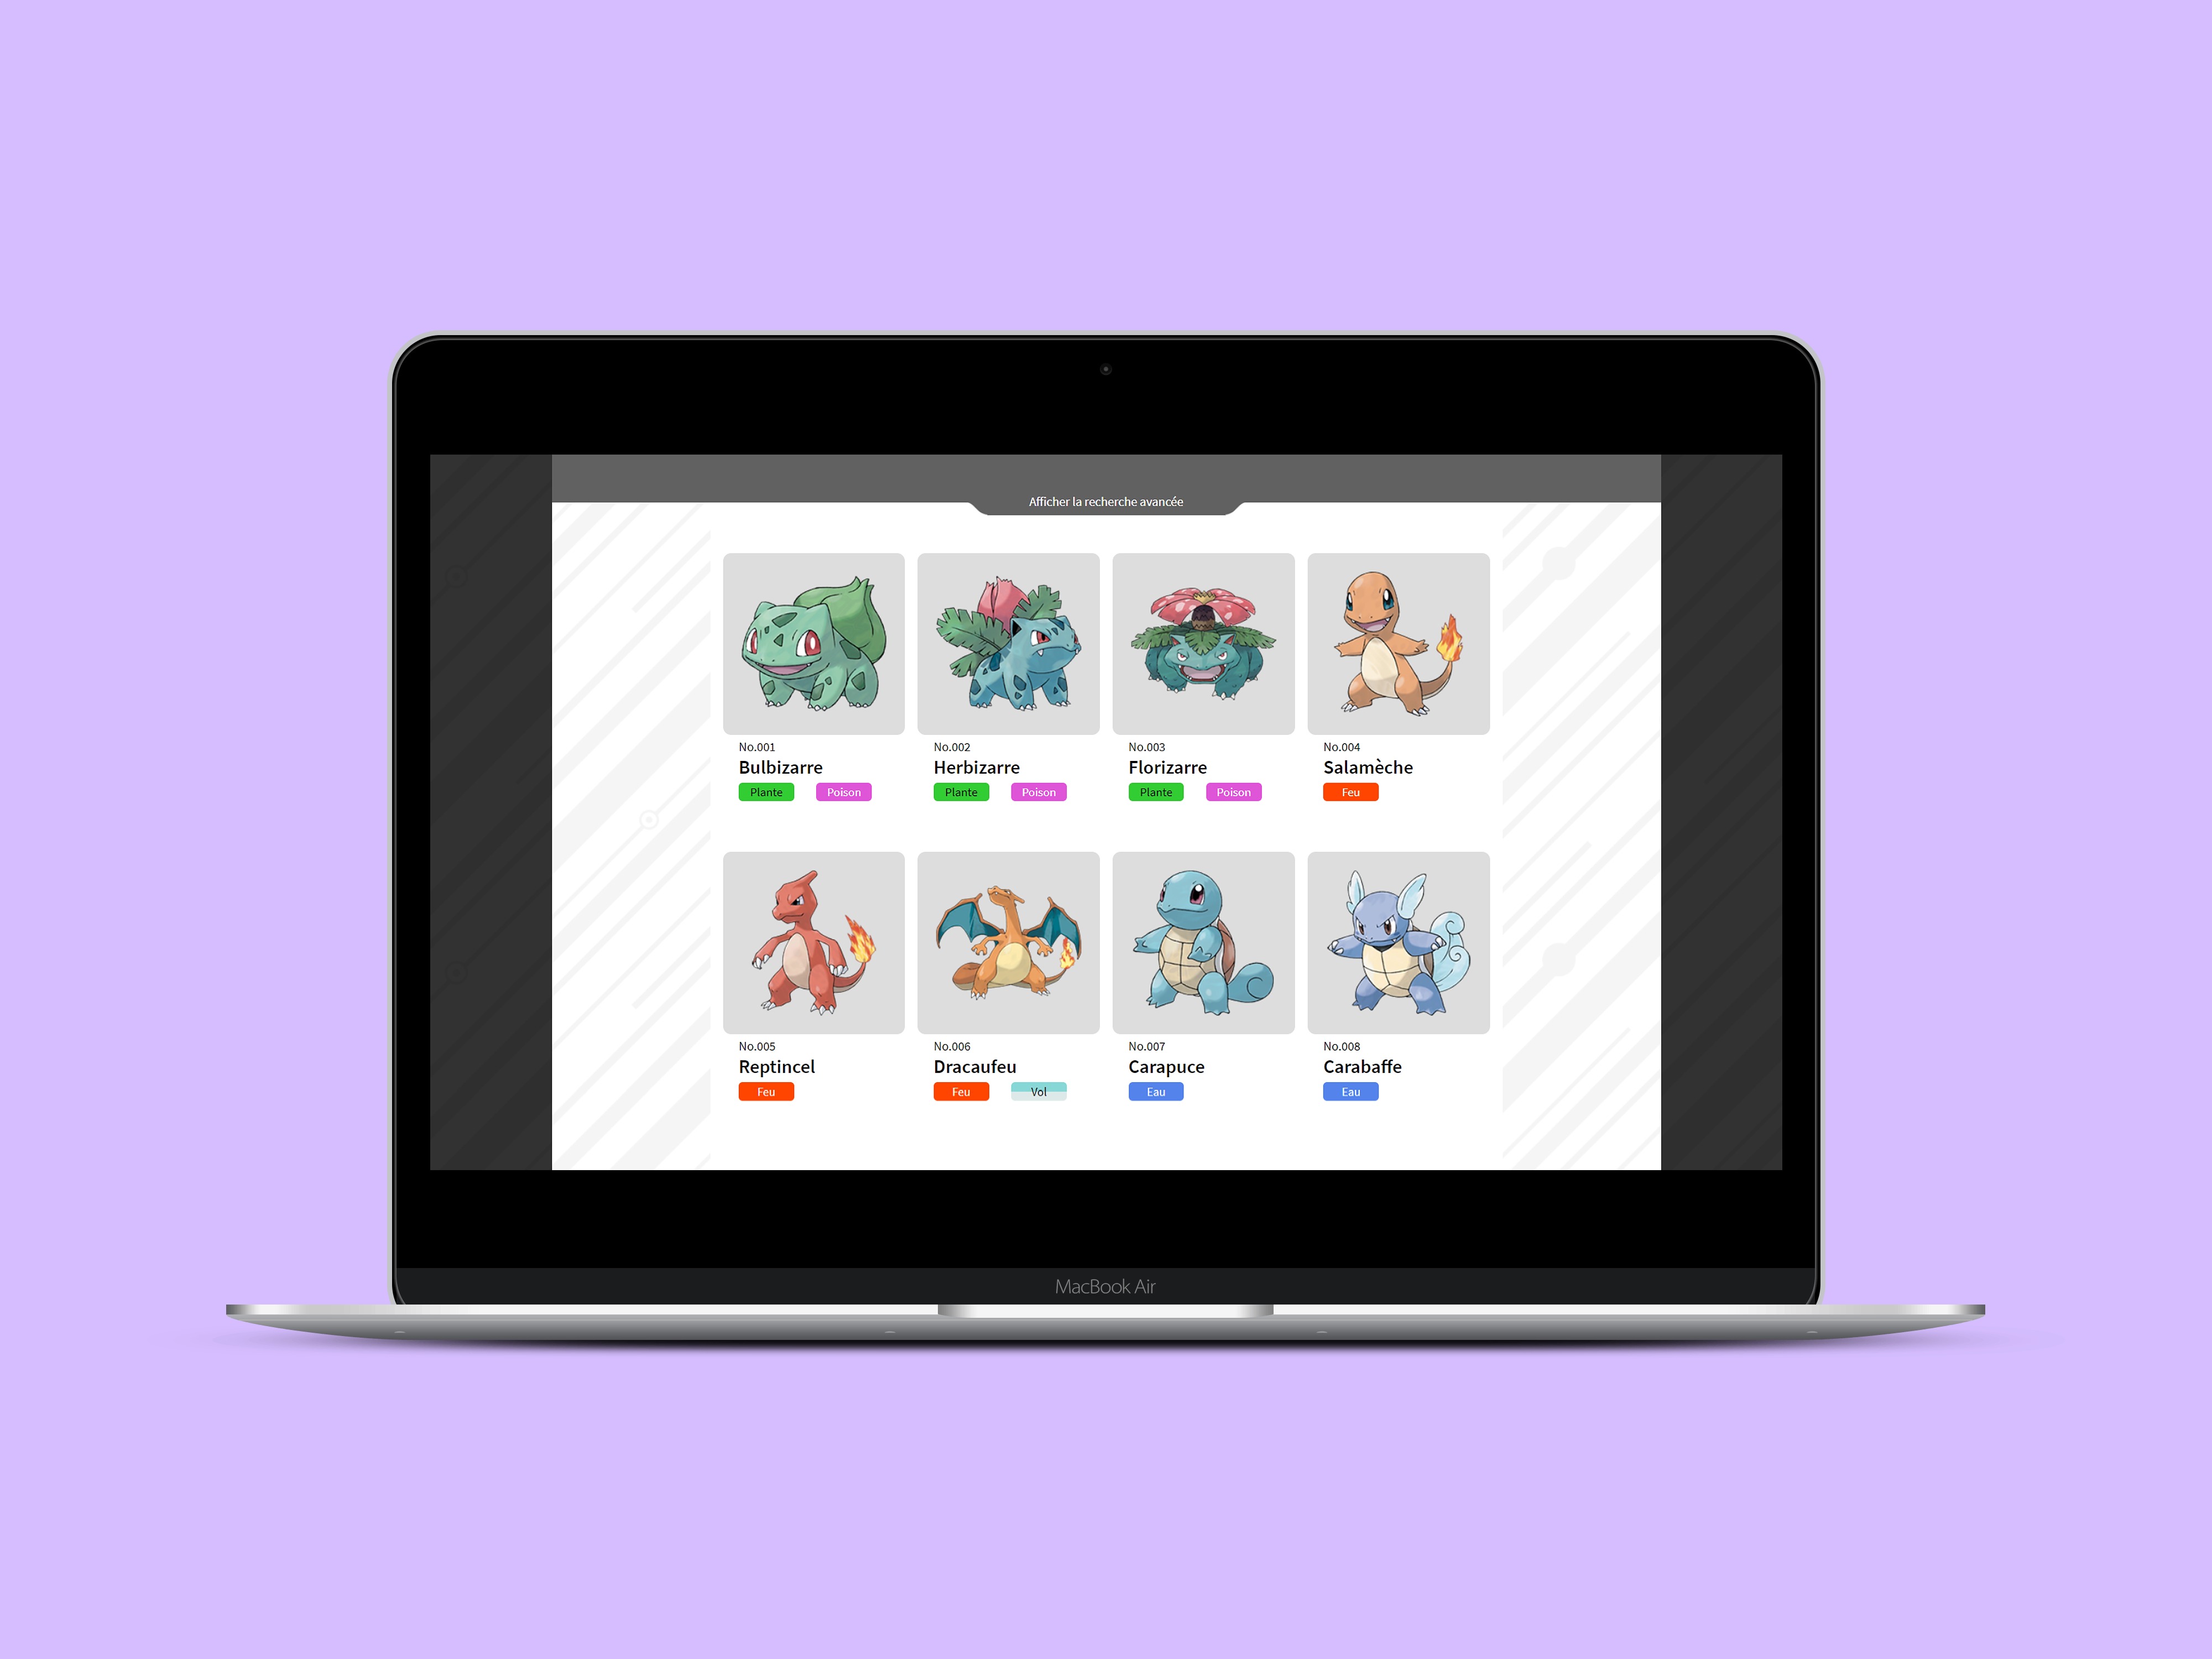 Afficher la recherche avancée
No.001 No.002 No.003 No.004
Bulbizarre Herbizarre Florizarre Salamèche
Plante Poison Plante Poison Plante Poison Feu
No.005 No.006 No.007 No.008
Reptincel Dracaufeu Carapuce Carabaffe
Feu Feu Vol Eau Eau
MacBook Air